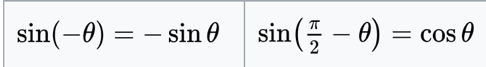 sin(−θ) = − sin θ
sin(π/2 − θ) = cos θ